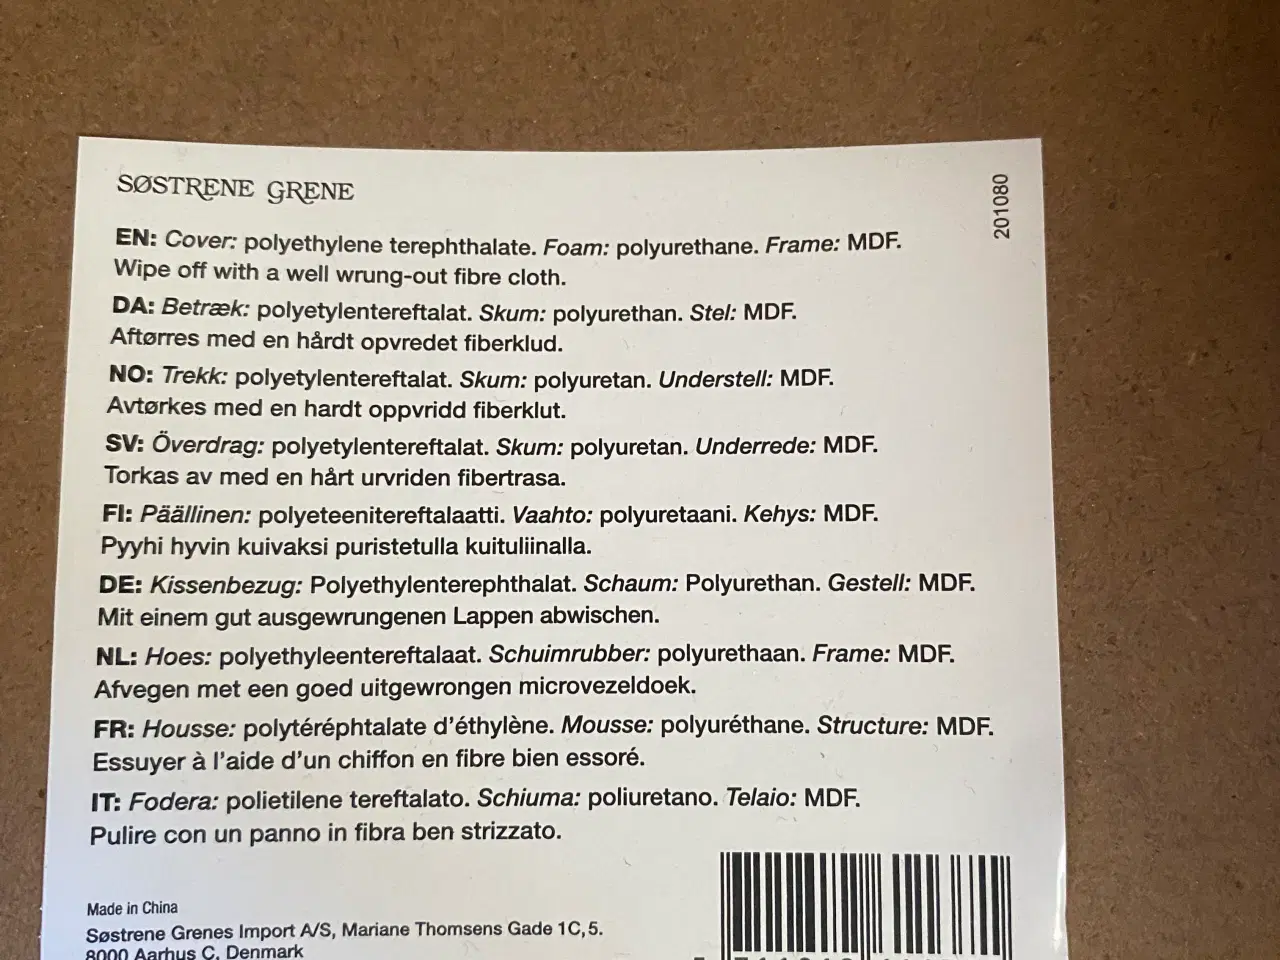 SØSTRENE GRENE
201080
EN: Cover: polyethylene terephthalate. Foam: polyurethane. Frame: MDF.
Wipe off with a well wrung-out fibre cloth.
DA: Betræk: polyetylentereftalat. Skum: polyurethan. Stel: MDF.
Aftørres med en hårdt opvredet fiberklud.
NO: Trekk: polyetylentereftalat. Skum: polyuretan. Understell: MDF.
Avtørkes med en hardt oppvridd fiberklut.
SV: Överdrag: polyetylentereftalat. Skum: polyuretan. Underrede: MDF.
Torkas av med en hårt urvriden fibertrasa.
FI: Päällinen: polyeteenitereftalaatti. Vaahto: polyuretaani. Kehys: MDF.
Pyyhi hyvin kuivaksi puristetulla kuituliinalla.
DE: Kissenbezug: Polyethylenterephthalat. Schaum: Polyurethan. Gestell: MDF.
Mit einem gut ausgewrungenen Lappen abwischen.
NL: Hoes: polyethyleentereftalaat. Schuimrubber: polyurethaan. Frame: MDF.
Afvegen met een goed uitgewrongen microvezeldoek.
FR: Housse: polytéréphtalate d'éthylène. Mousse: polyuréthane. Structure: MDF.
Essuyer à l'aide d'un chiffon en fibre bien essoré.
IT: Fodera: polietilene tereftalato. Schiuma: poliuretano. Telaio: MDF.
Pulire con un panno in fibra ben strizzato.
Made in China
Søstrene Grenes Import A/S, Mariane Thomsens Gade 1C,5.
8000 Aarhus C, Denmark